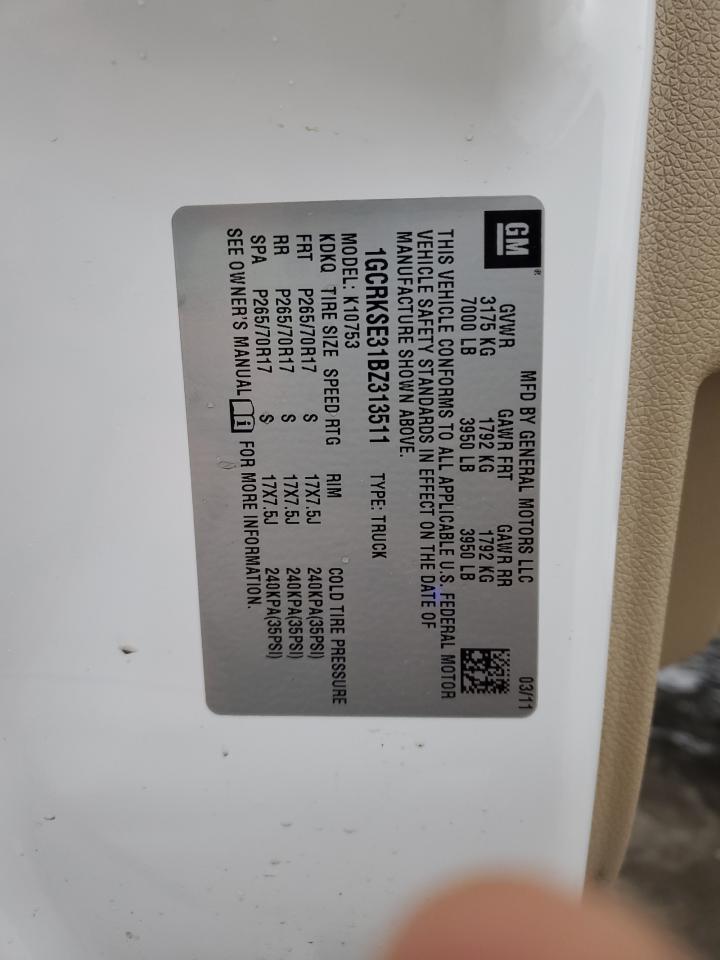 GM ®
MFD BY GENERAL MOTORS LLC 03/11
GVWR GAWR FRT GAWR RR
3175 KG 1792 KG 1792 KG
7000 LB 3950 LB 3950 LB
THIS VEHICLE CONFORMS TO ALL APPLICABLE U.S. FEDERAL MOTOR
VEHICLE SAFETY STANDARDS IN EFFECT ON THE DATE OF
MANUFACTURE SHOWN ABOVE.
1GCRKSE31BZ313511 TYPE: TRUCK
MODEL: K10753
KDKQ TIRE SIZE SPEED RTG RIM COLD TIRE PRESSURE
FRT P265/70R17 S 17X7.5J 240KPA(35PSI)
RR P265/70R17 S 17X7.5J 240KPA(35PSI)
SPA P265/70R17 S 17X7.5J 240KPA(35PSI)
SEE OWNER'S MANUAL i FOR MORE INFORMATION.